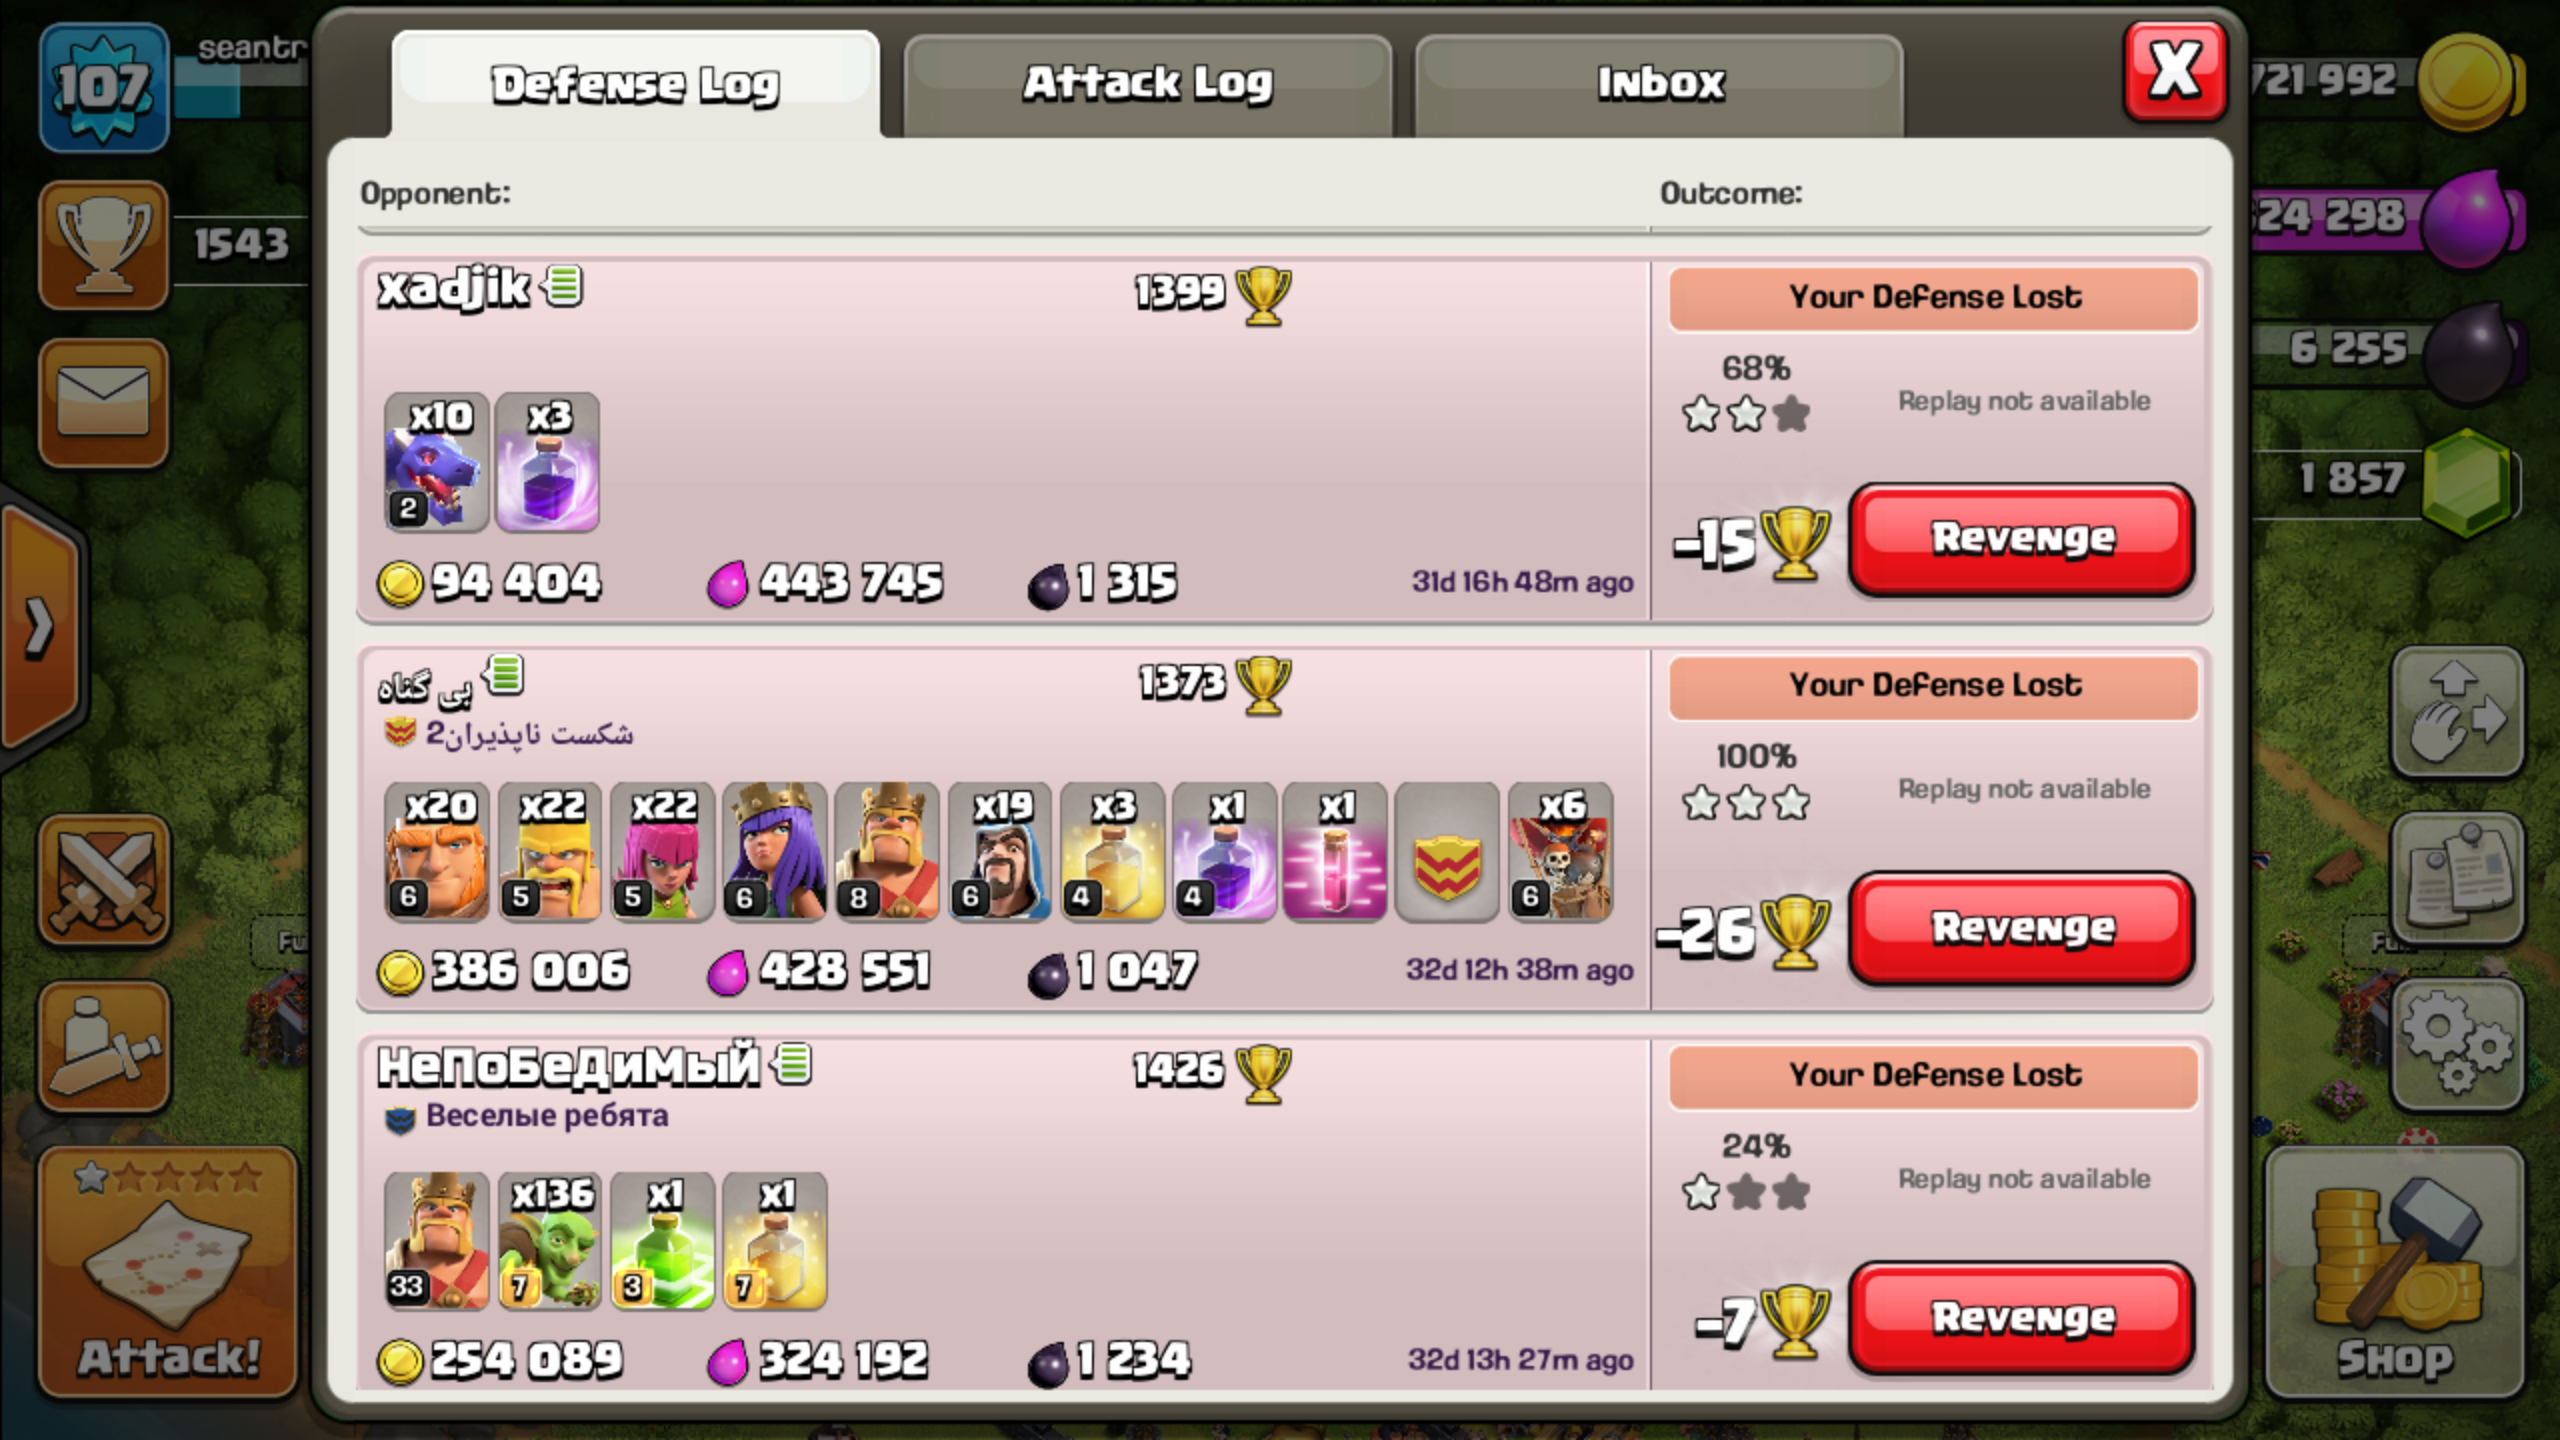 107
seantr
Defense Log
Attack Log
Inbox
X
721 992
1543
24 298
6 255
1 857
Opponent:
Outcome:
xadjik
1399
Your Defense Lost
68%
Replay not available
x10
x3
2
-15
Revenge
94 404
443 745
1 315
31d 16h 48m ago
بی گناه
1373
Your Defense Lost
شکست ناپذیران2
100%
Replay not available
x20
x22
x22
x19
x3
x1
x1
x6
6
5
5
6
8
6
4
4
6
-26
Revenge
386 006
428 551
1 047
32d 12h 38m ago
НеПоБеДиМыЙ
1426
Your Defense Lost
Веселые ребята
24%
Replay not available
x136
x1
x1
33
7
3
7
-7
Revenge
254 089
324 192
1 234
32d 13h 27m ago
Attack!
Shop